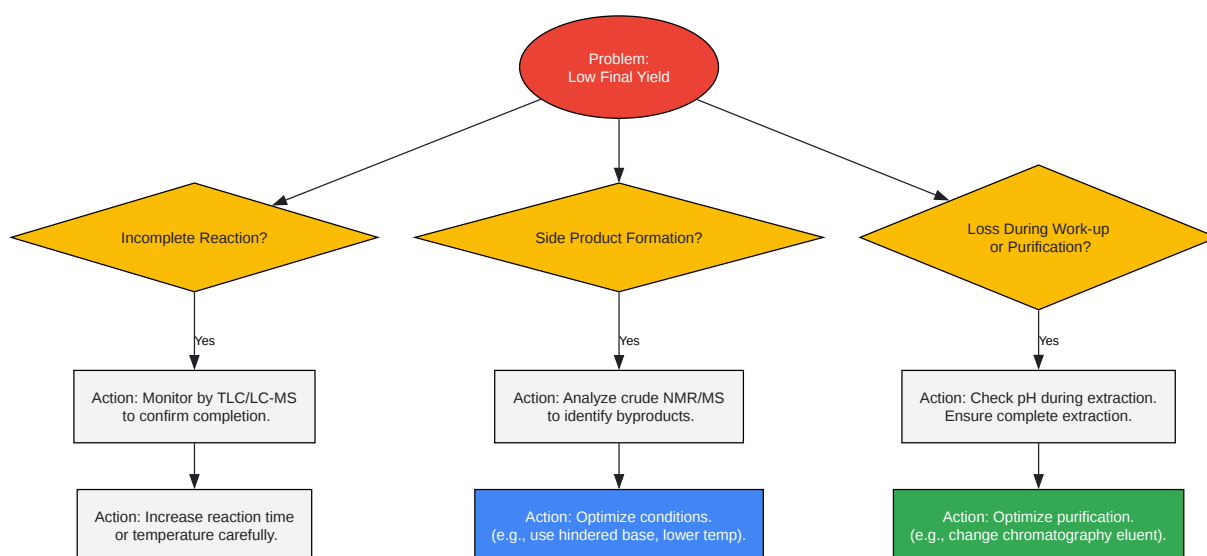 Problem:
Low Final Yield
Incomplete Reaction?
Side Product Formation?
Loss During Work-up
or Purification?
Yes
Yes
Yes
Action: Monitor by TLC/LC-MS
to confirm completion.
Action: Analyze crude NMR/MS
to identify byproducts.
Action: Check pH during extraction.
Ensure complete extraction.
Action: Increase reaction time
or temperature carefully.
Action: Optimize conditions.
(e.g., use hindered base, lower temp).
Action: Optimize purification.
(e.g., change chromatography eluent).